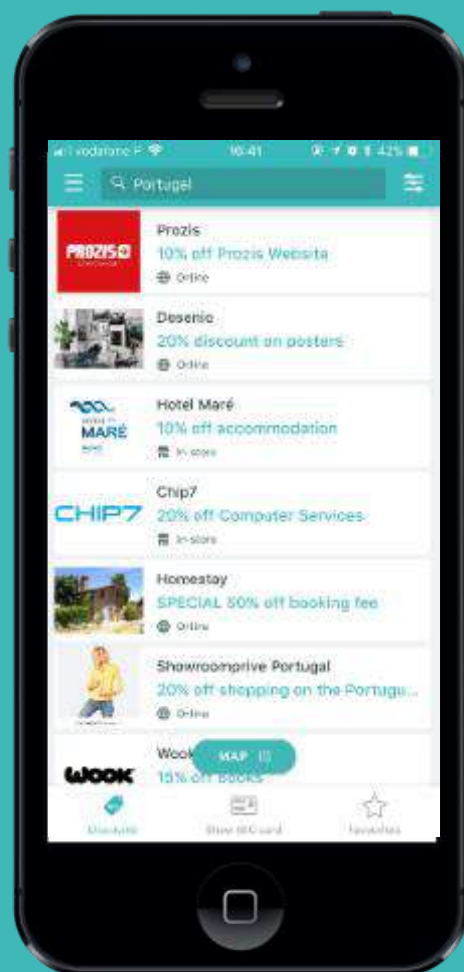 vodafone P 16:41 42%
Portugal
PROZIS
Prozis
10% off Prozis Website
Online
Desenio
20% discount on posters
Online
MARÉ
Hotel Maré
10% off accommodation
In-store
CHIP7
Chip7
20% off Computer Services
In-store
Homestay
SPECIAL 50% off booking fee
Online
Showroomprive Portugal
20% off shopping on the Portugu...
Online
WOOK
Wook
MAP
15% off Books
Discounts
Show ISIC card
Favourites